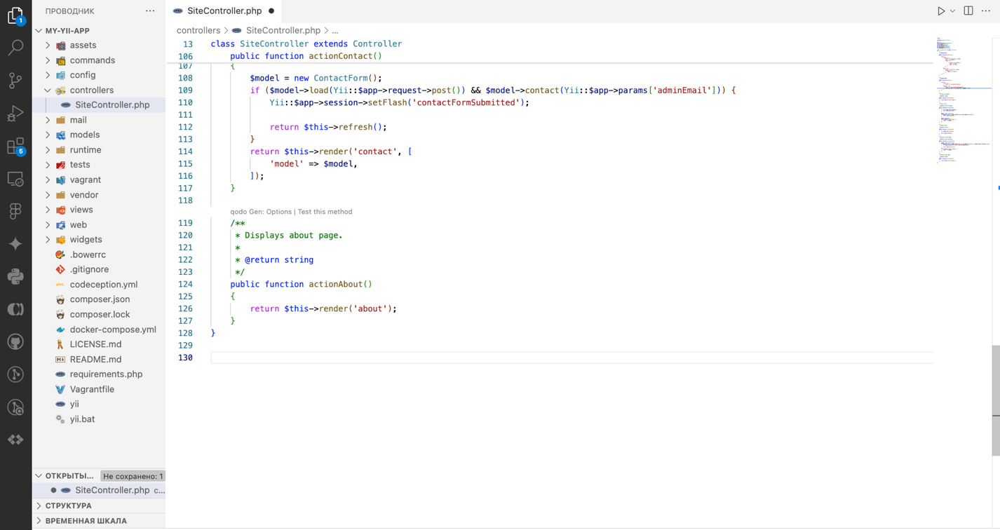 1
5
ПРОВОДНИК
MY-YII-APP
assets
commands
config
controllers
SiteController.php
mail
models
runtime
tests
vagrant
vendor
views
web
widgets
.bowerrc
.gitignore
codeception.yml
composer.json
composer.lock
docker-compose.yml
LICENSE.md
README.md
requirements.php
Vagrantfile
yii
yii.bat
ОТКРЫТЫ... Не сохранено: 1
SiteController.php c...
СТРУКТУРА
ВРЕМЕННАЯ ШКАЛА
SiteController.php
controllers > SiteController.php > ...
13 class SiteController extends Controller
106 public function actionContact()
107 {
108 $model = new ContactForm();
109 if ($model->load(Yii::$app->request->post()) && $model->contact(Yii::$app->params['adminEmail'])) {
110 Yii::$app->session->setFlash('contactFormSubmitted');
111
112 return $this->refresh();
113 }
114 return $this->render('contact', [
115 'model' => $model,
116 ]);
117 }
118
qodo Gen: Options | Test this method
119 /**
120 * Displays about page.
121 *
122 * @return string
123 */
124 public function actionAbout()
125 {
126 return $this->render('about');
127 }
128 }
129
130